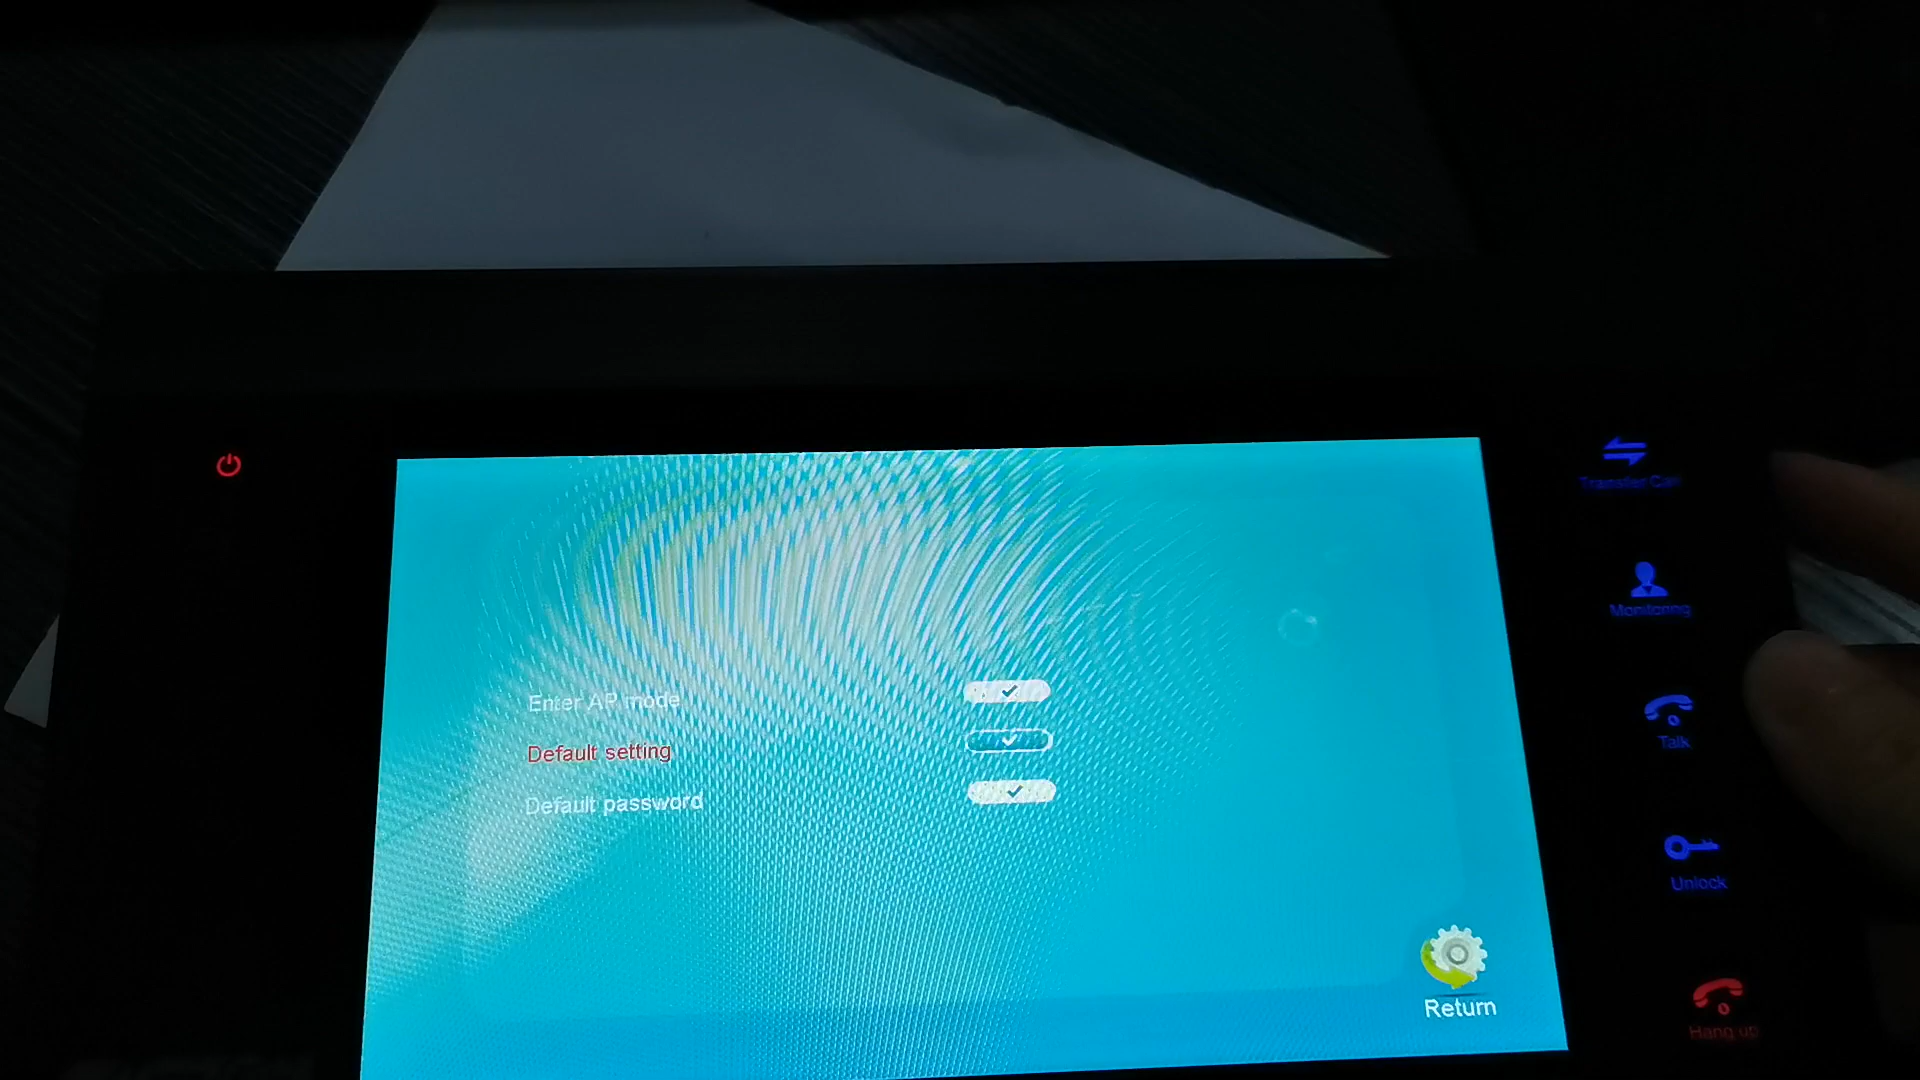 Transfer Call
Monitoring
Enter AP mode
Default setting
Talk
Default password
Unlock
Return
Hang up